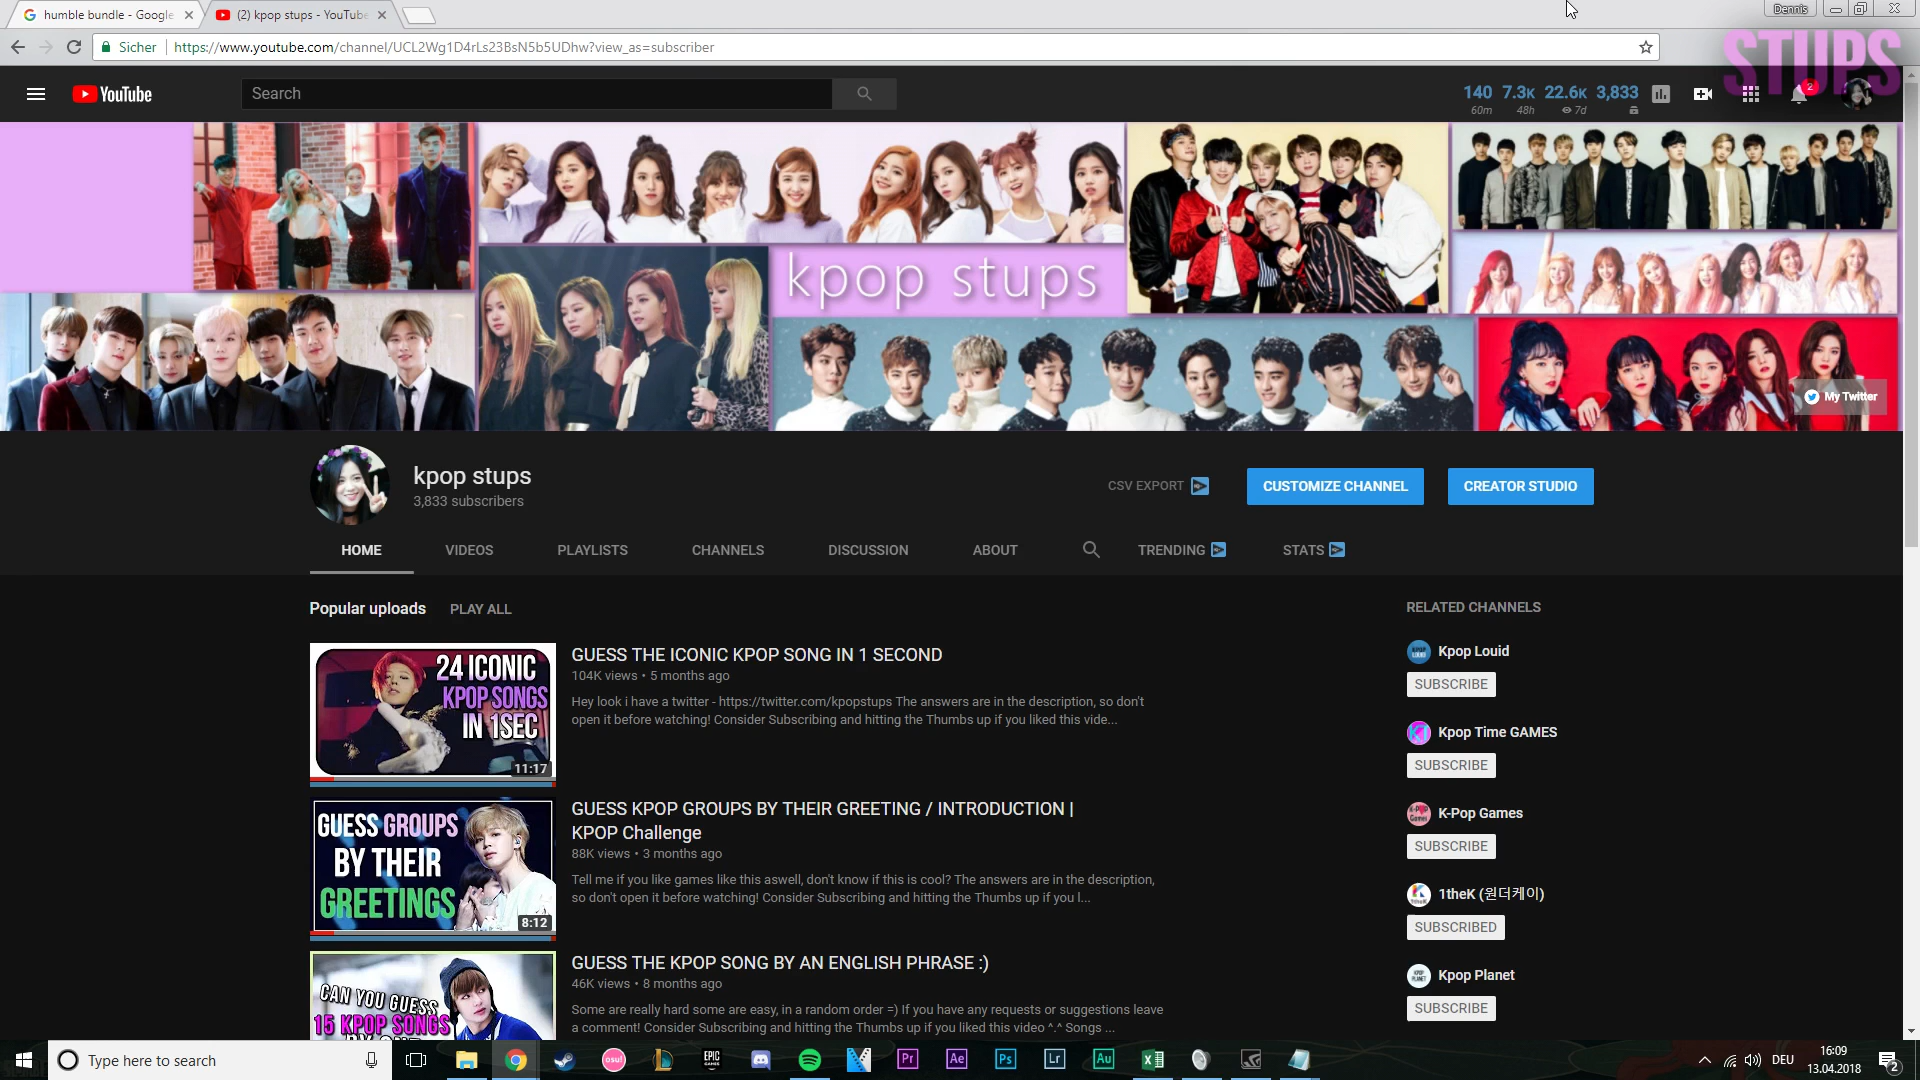 humble bundle - Google
(2) kpop stups - YouTube
Dennis
Sicher
https://www.youtube.com/channel/UCL2Wg1D4rLs23BsN5b5UDhw?view_as=subscriber
STUPS
YouTube
Search
140 7.3K 22.6K 3,833
60m 48h 7d
2
kpop stups
My Twitter
kpop stups
3,833 subscribers
CSV EXPORT
CUSTOMIZE CHANNEL
CREATOR STUDIO
HOME VIDEOS PLAYLISTS CHANNELS DISCUSSION ABOUT TRENDING STATS
Popular uploads PLAY ALL
24 ICONIC
KPOP SONGS
IN 1SEC
11:17
GUESS THE ICONIC KPOP SONG IN 1 SECOND
104K views • 5 months ago
Hey look i have a twitter - https://twitter.com/kpopstups The answers are in the description, so don't
open it before watching! Consider Subscribing and hitting the Thumbs up if you liked this vide...
GUESS GROUPS
BY THEIR
GREETINGS
8:12
GUESS KPOP GROUPS BY THEIR GREETING / INTRODUCTION |
KPOP Challenge
88K views • 3 months ago
Tell me if you like games like this aswell, don't know if this is cool? The answers are in the description,
so don't open it before watching! Consider Subscribing and hitting the Thumbs up if you l...
CAN YOU GUESS
15 KPOP SONGS
GUESS THE KPOP SONG BY AN ENGLISH PHRASE :)
46K views • 8 months ago
Some are really hard some are easy, in a random order =) If you have any requests or suggestions leave
a comment! Consider Subscribing and hitting the Thumbs up if you liked this video ^.^ Songs ...
RELATED CHANNELS
Kpop Louid
SUBSCRIBE
Kpop Time GAMES
SUBSCRIBE
K-Pop Games
SUBSCRIBE
1theK (원더케이)
SUBSCRIBED
Kpop Planet
SUBSCRIBE
Type here to search
osu!
EPIC
GAMES
Pr
Ae
Ps
Lr
Au
DEU
16:09
13.04.2018
2